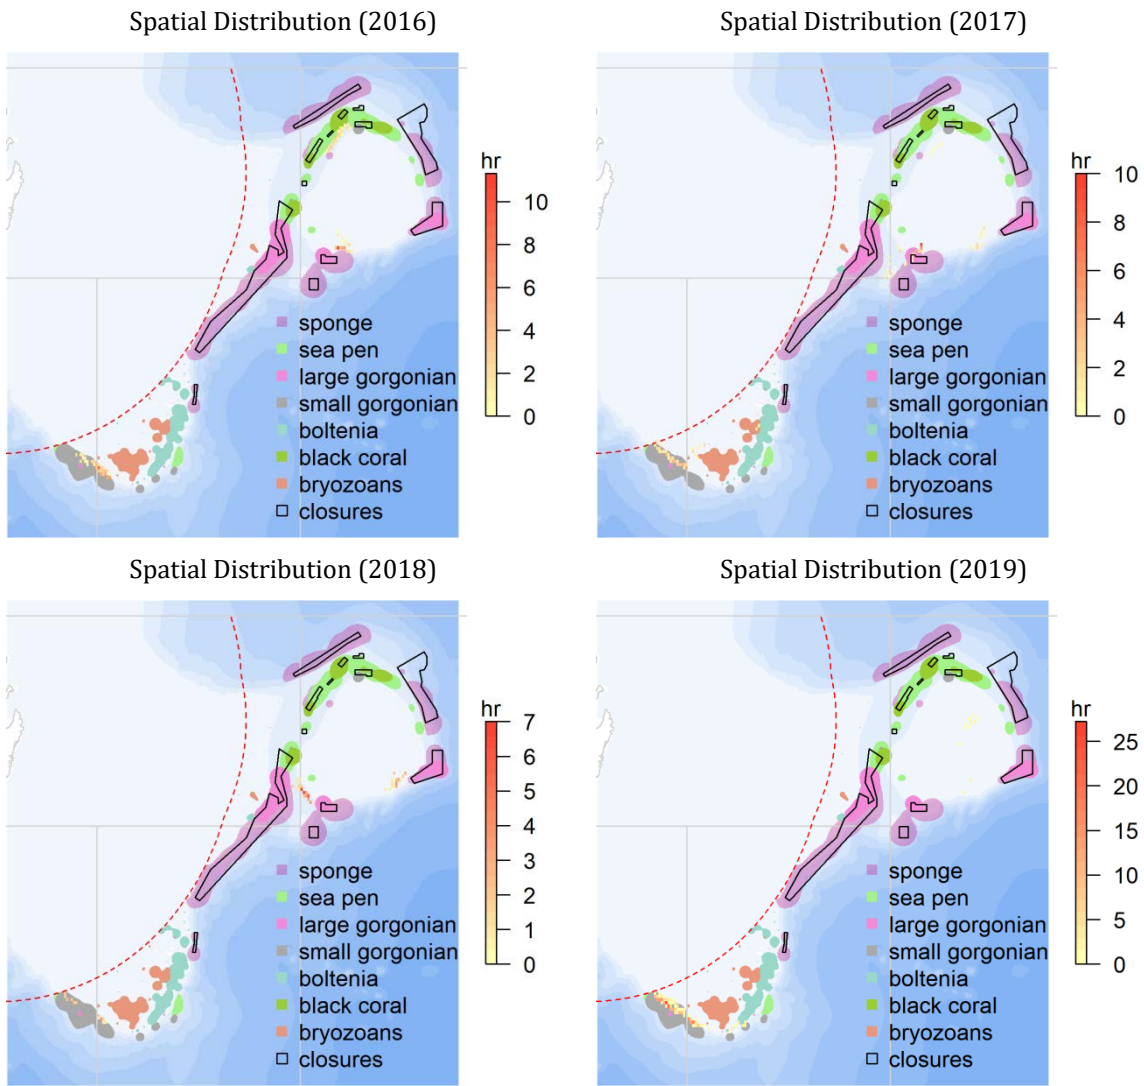 Spatial Distribution (2016)
hr
10
8
6
4
2
0
sponge
sea pen
large gorgonian
small gorgonian
boltenia
black coral
bryozoans
closures
Spatial Distribution (2017)
hr
10
8
6
4
2
0
sponge
sea pen
large gorgonian
small gorgonian
boltenia
black coral
bryozoans
closures
Spatial Distribution (2018)
hr
7
6
5
4
3
2
1
0
sponge
sea pen
large gorgonian
small gorgonian
boltenia
black coral
bryozoans
closures
Spatial Distribution (2019)
hr
25
20
15
10
5
0
sponge
sea pen
large gorgonian
small gorgonian
boltenia
black coral
bryozoans
closures